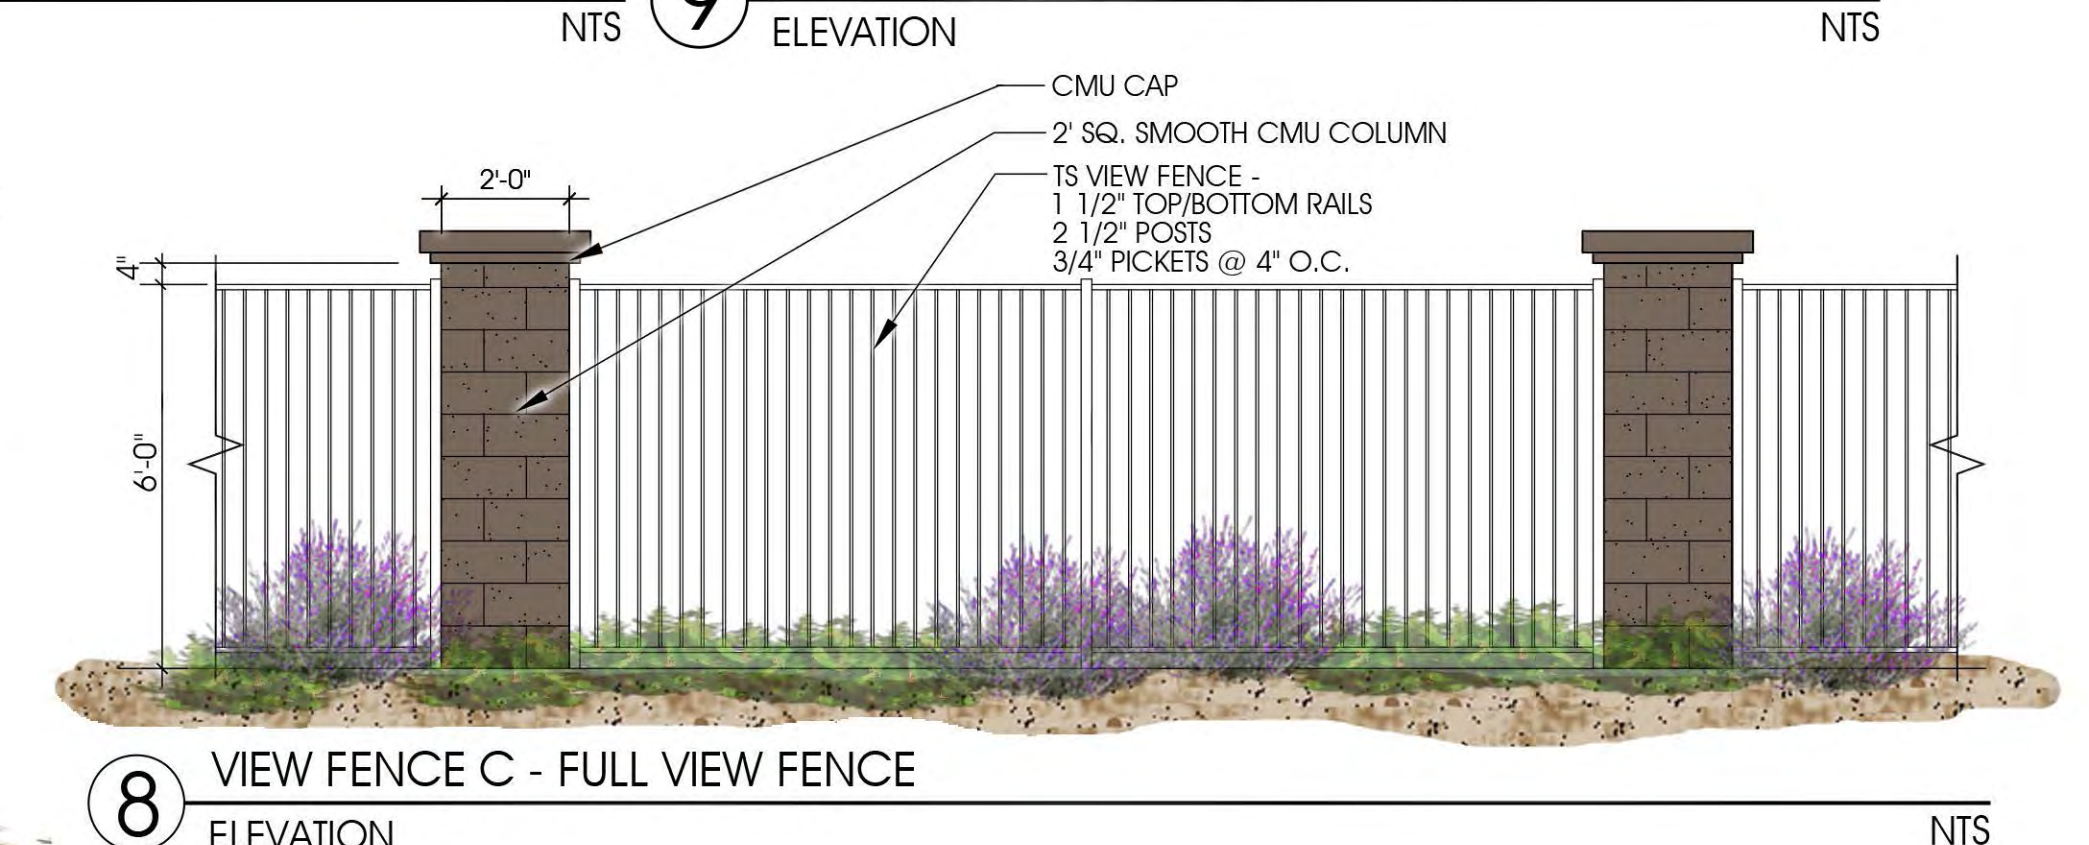 NTS
9
ELEVATION
NTS
CMU CAP
2' SQ. SMOOTH CMU COLUMN
2'-0"
TS VIEW FENCE -
1 1/2" TOP/BOTTOM RAILS
2 1/2" POSTS
3/4" PICKETS @ 4" O.C.
4"
6'-0"
8
VIEW FENCE C - FULL VIEW FENCE
ELEVATION
NTS